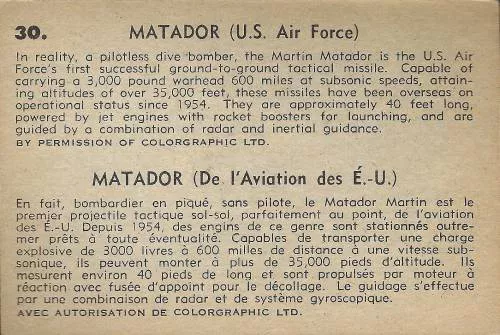 30.
MATADOR (U.S. Air Force)
In reality, a pilotless dive bomber, the Martin Matador is the U.S. Air
Force's first successful ground-to-ground tactical missile. Capable of
carrying a 3,000 pound warhead 600 miles at subsonic speeds, attain-
ing altitudes of over 35,000 feet, these missiles have been overseas on
operational status since 1954. They are approximately 40 feet long,
powered by jet engines with rocket boosters for launching, and are
guided by a combination of radar and inertial guidance.
BY PERMISSION OF COLORGRAPHIC LTD.
MATADOR (De l'Aviation des É.-U.)
En fait, bombardier en piqué, sans pilote, le Matador Martin est le
premier projectile tactique sol-sol, parfaitement au point, de l'aviation
des É.-U. Depuis 1954, des engins de ce genre sont stationnés outre-
mer prêts à toute éventualité. Capables de transporter une charge
explosive de 3000 livres à 600 milles de distance à une vitesse sub-
sonique, ils peuvent monter à plus de 35,000 pieds d'altitude. Ils
mesurent environ 40 pieds de long et sont propulsés par moteur à
réaction avec fusée d'appoint pour le décollage. Le guidage s'effectue
par une combinaison de radar et de système gyroscopique.
AVEC AUTORISATION DE COLORGRAPHIC LTD.